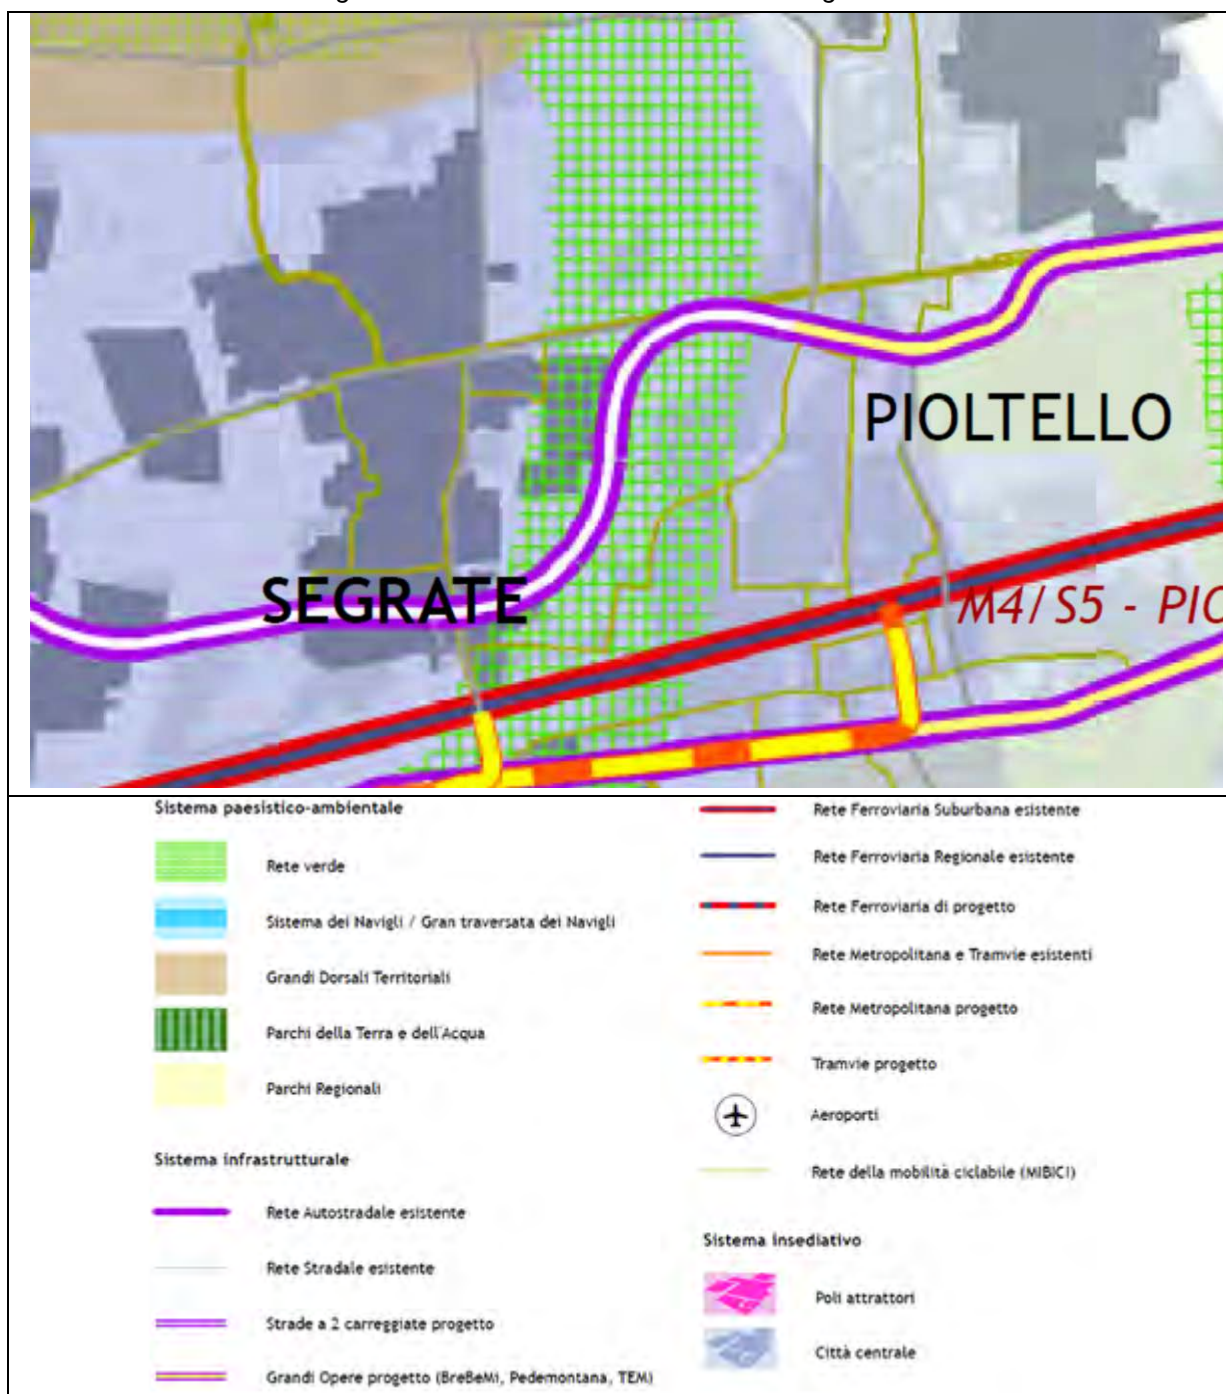 PIOLTELLO
SEGRATE
M4/S5 - PIO
Sistema paesistico-ambientale
Rete verde
Sistema dei Navigli / Gran traversata dei Navigli
Grandi Dorsali Territoriali
Parchi della Terra e dell'Acqua
Parchi Regionali
Sistema infrastrutturale
Rete Autostradale esistente
Rete Stradale esistente
Strade a 2 carreggiate progetto
Grandi Opere progetto (BreBeMi, Pedemontana, TEM)
Rete Ferroviaria Suburbana esistente
Rete Ferroviaria Regionale esistente
Rete Ferroviaria di progetto
Rete Metropolitana e Tramvie esistenti
Rete Metropolitana progetto
Tramvie progetto
Aeroporti
Rete della mobilità ciclabile (MIBICI)
Sistema insediativo
Poli attrattori
Città centrale